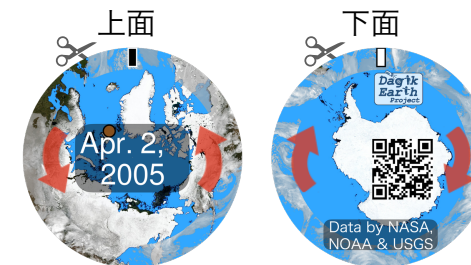 上面
下面
Apr. 2,
2005
Dagik
Earth
Project
Data by NASA,
NOAA & USGS